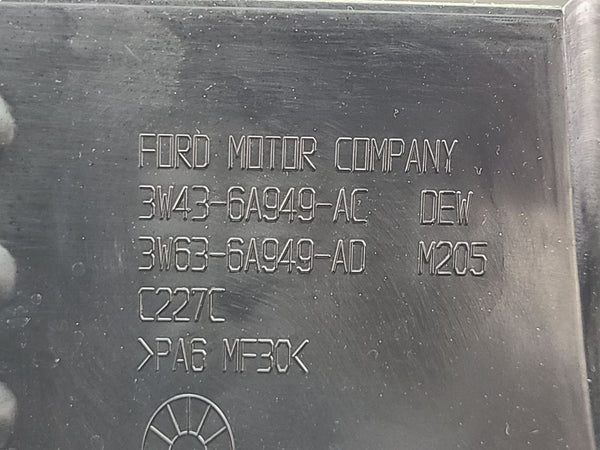 FORD MOTOR COMPANY
3W43-6A949-AC DEW
3W63-6A949-AD M205
C227C
>PA6 MF30<